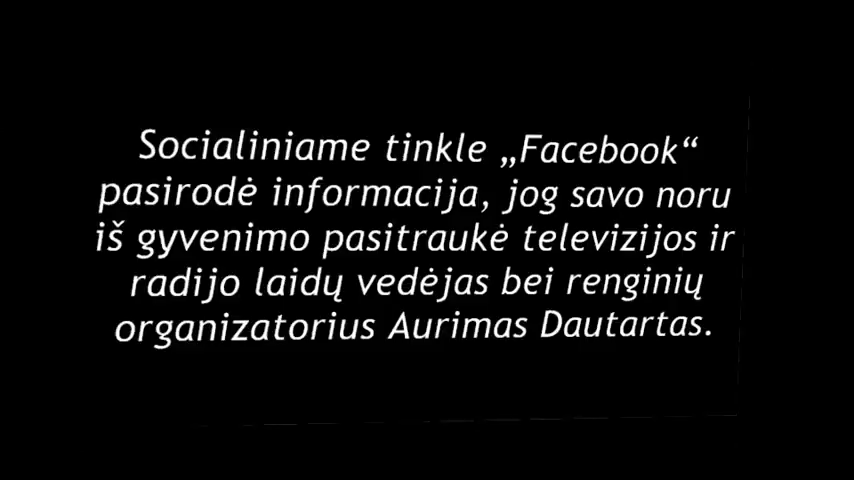 Socialiniame tinkle „Facebook“
pasirodė informacija, jog savo noru
iš gyvenimo pasitraukė televizijos ir
radijo laidų vedėjas bei renginių
organizatorius Aurimas Dautartas.